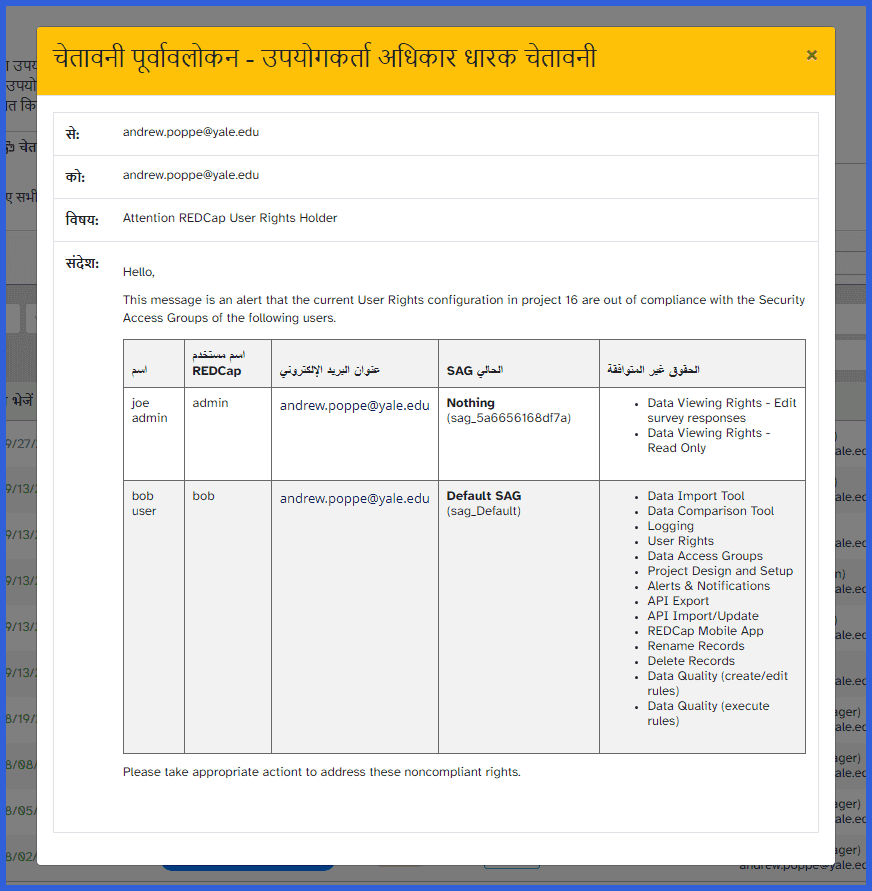 चेतावनी पूर्वावलोकन - उपयोगकर्ता अधिकार धारक चेतावनी
×
से: andrew.poppe@yale.edu
को: andrew.poppe@yale.edu
विषय: Attention REDCap User Rights Holder
संदेश:
Hello,
This message is an alert that the current User Rights configuration in project 16 are out of compliance with the Security
Access Groups of the following users.
اسم
اسم مستخدم
REDCap
عنوان البريد الإلكتروني
SAG الحالي
الحقوق غير المتوافقة
joe
admin
admin
andrew.poppe@yale.edu
Nothing
(sag_5a6656168df7a)
Data Viewing Rights - Edit
survey responses
Data Viewing Rights -
Read Only
bob
user
bob
andrew.poppe@yale.edu
Default SAG
(sag_Default)
Data Import Tool
Data Comparison Tool
Logging
User Rights
Data Access Groups
Project Design and Setup
Alerts & Notifications
API Export
API Import/Update
REDCap Mobile App
Rename Records
Delete Records
Data Quality (create/edit
rules)
Data Quality (execute
rules)
Please take appropriate actiont to address these noncompliant rights.
andrew.poppe@yale.edu